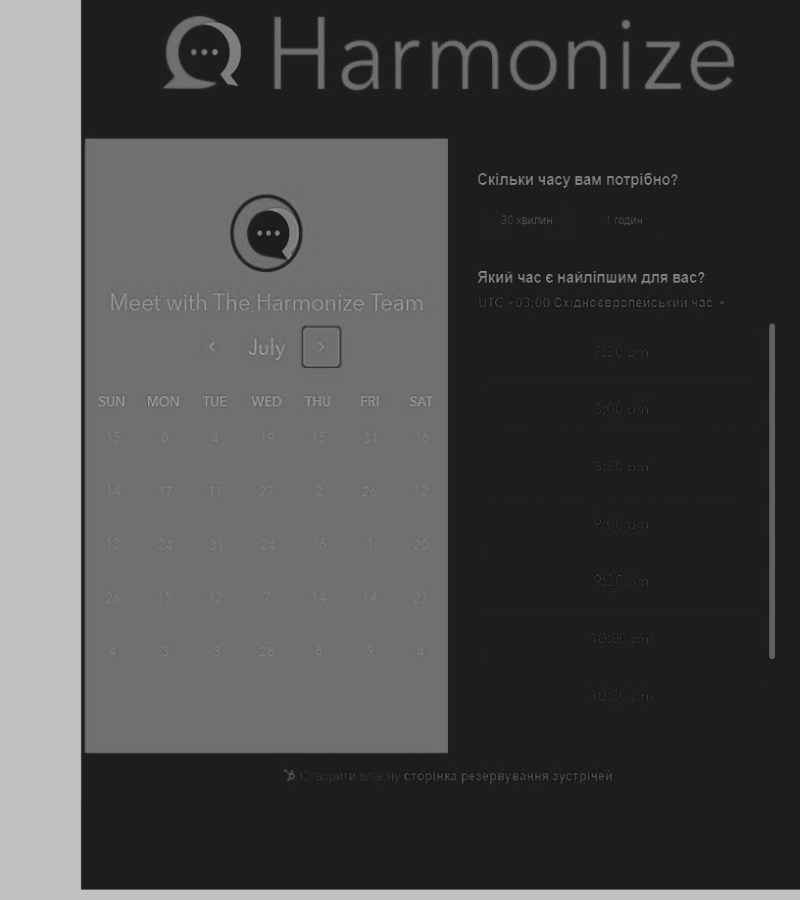 Harmonize
Meet with The Harmonize Team
July
SUN MON TUE WED THU FRI SAT
15 8 4 19 15 31 16
14 17 11 27 2 26 12
13 24 31 24 16 1 20
26 15 12 7 14 14 27
4 3 3 26 8 9 4
Скільки часу вам потрібно?
30 хвилин 1 годин
Який час є найліпшим для вас?
UTC +03:00 Східноєвропейський час
7:30 pm
8:00 pm
8:30 pm
9:00 pm
9:30 pm
10:00 pm
10:30 pm
Створити власну сторінка резервування зустрічей